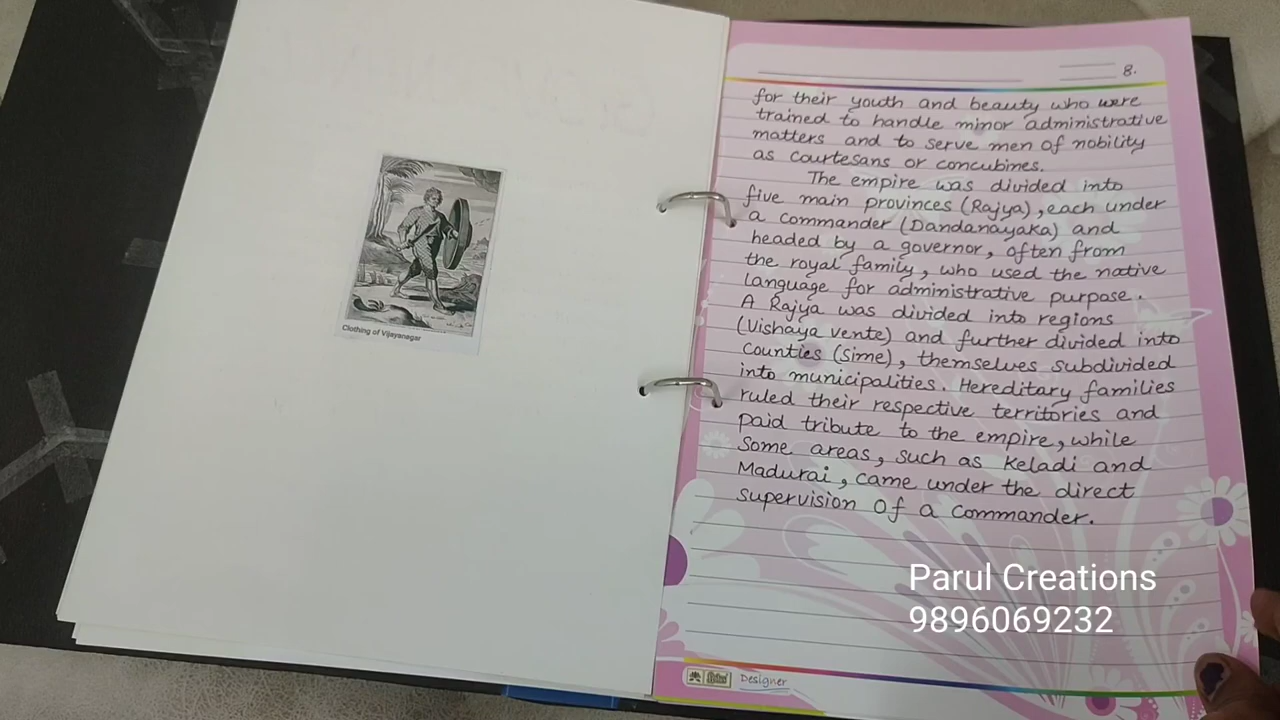 Clothing of Vijayanagar
8.
for their youth and beauty who were
trained to handle minor administrative
matters and to serve men of nobility
as courtesans or concubines.
The empire was divided into
five main provinces (Rajya), each under
a commander (Dandanayaka) and
headed by a governor, often from
the royal family, who used the native
language for administrative purpose.
A Rajya was divided into regions
(Vishaya vente) and further divided into
Counties (Sime), themselves subdivided
into municipalities. Hereditary families
ruled their respective territories and
paid tribute to the empire, while
Some areas, such as Keladi and
Madurai, came under the direct
supervision of a commander.
Parul Creations
9896069232
Designer